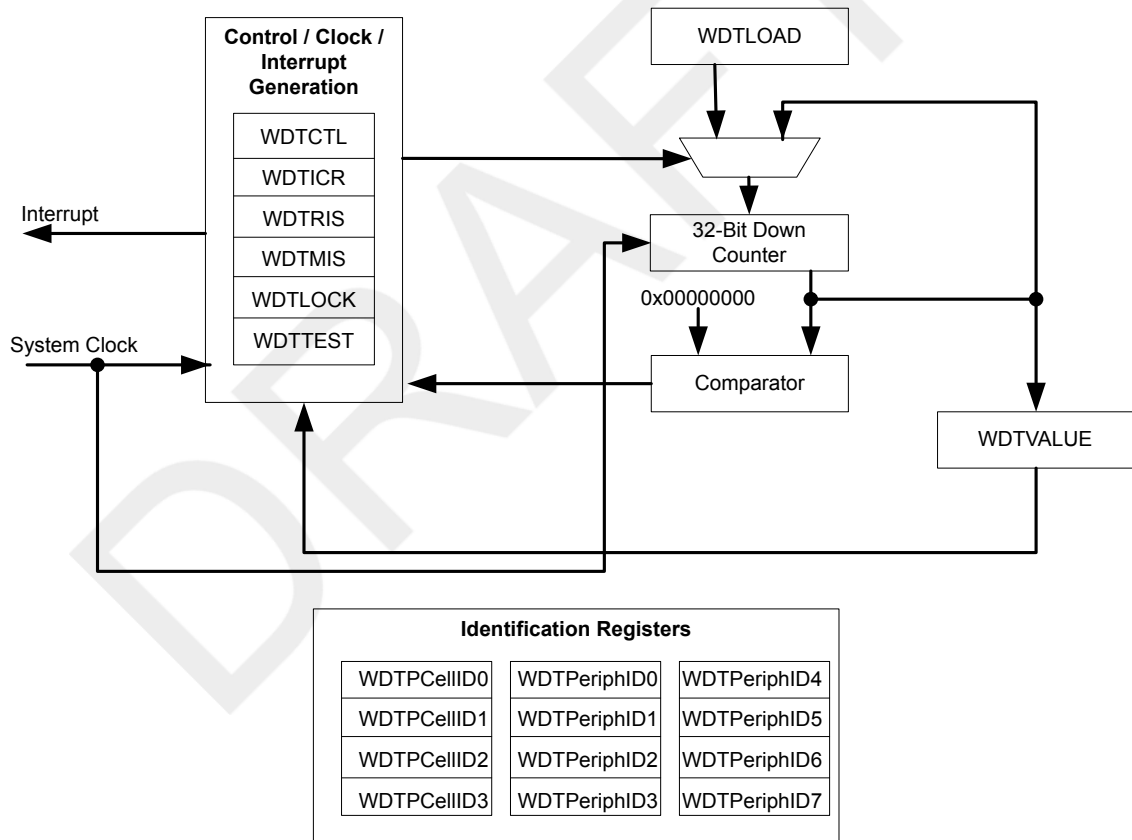 Control / Clock /
Interrupt
Generation
WDTCTL
WDTICR
WDTRIS
WDTMIS
WDTLOCK
WDTTEST
Interrupt
System Clock
WDTLOAD
32-Bit Down
Counter
0x00000000
Comparator
WDTVALUE
Identification Registers
WDTPCellID0
WDTPeriphID0
WDTPeriphID4
WDTPCellID1
WDTPeriphID1
WDTPeriphID5
WDTPCellID2
WDTPeriphID2
WDTPeriphID6
WDTPCellID3
WDTPeriphID3
WDTPeriphID7
DRAFT